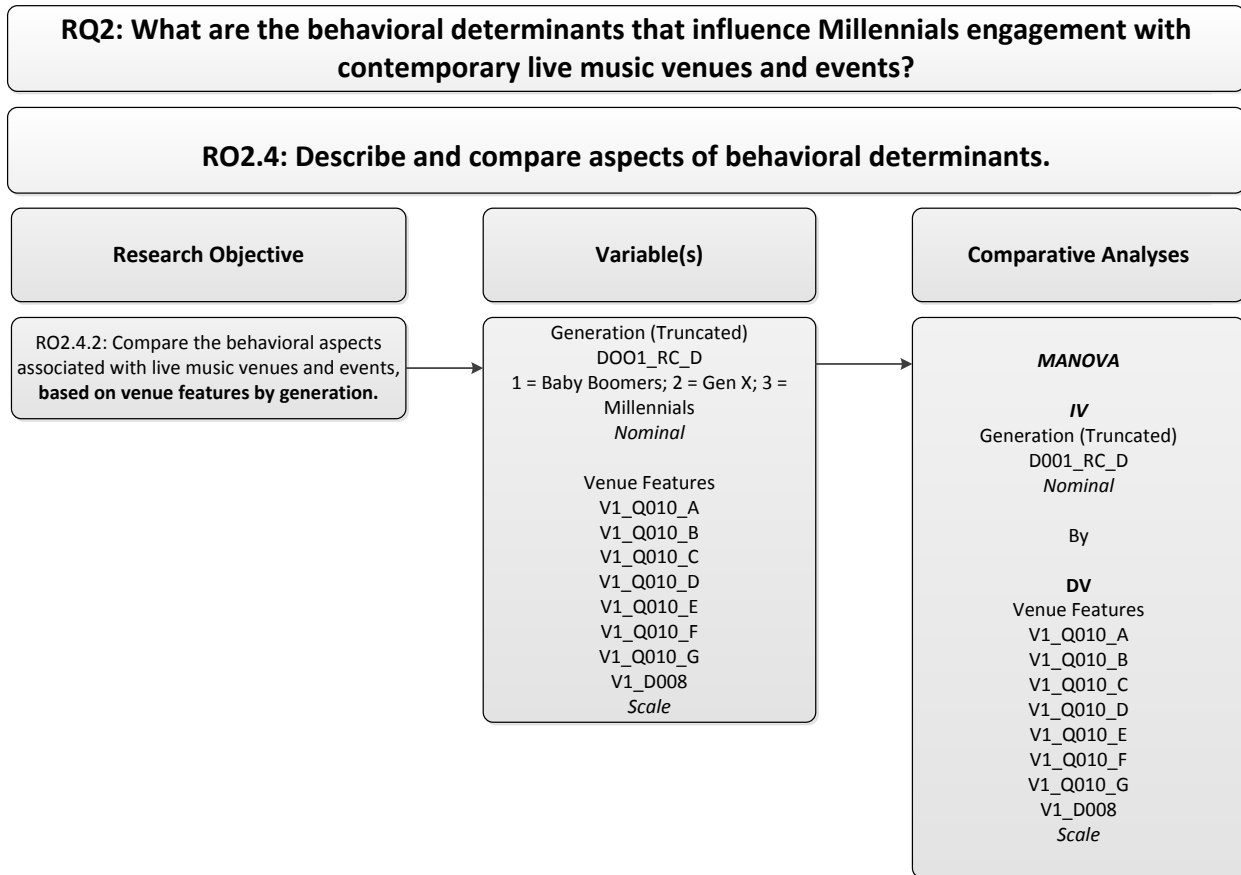 RQ2: What are the behavioral determinants that influence Millennials engagement with
contemporary live music venues and events?
RO2.4: Describe and compare aspects of behavioral determinants.
Research Objective
Variable(s)
Comparative Analyses
RO2.4.2: Compare the behavioral aspects
associated with live music venues and events,
based on venue features by generation.
Generation (Truncated)
DOO1_RC_D
1 = Baby Boomers; 2 = Gen X; 3 =
Millennials
Nominal
Venue Features
V1_Q010_A
V1_Q010_B
V1_Q010_C
V1_Q010_D
V1_Q010_E
V1_Q010_F
V1_Q010_G
V1_D008
Scale
MANOVA
IV
Generation (Truncated)
D001_RC_D
Nominal
By
DV
Venue Features
V1_Q010_A
V1_Q010_B
V1_Q010_C
V1_Q010_D
V1_Q010_E
V1_Q010_F
V1_Q010_G
V1_D008
Scale